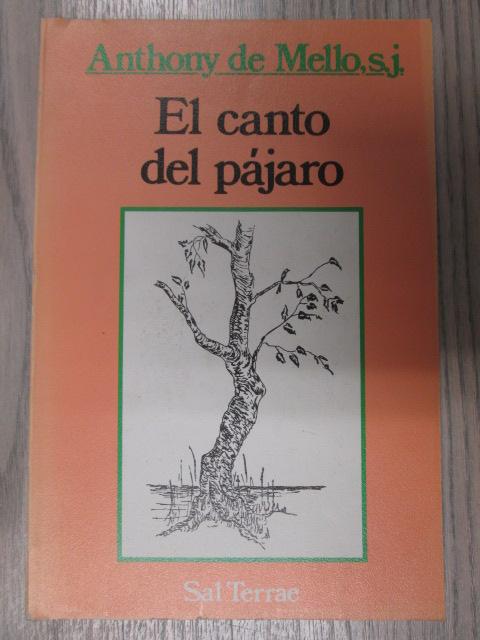 Anthony de Mello, s.j.
El canto
del pájaro
Sal Terrae